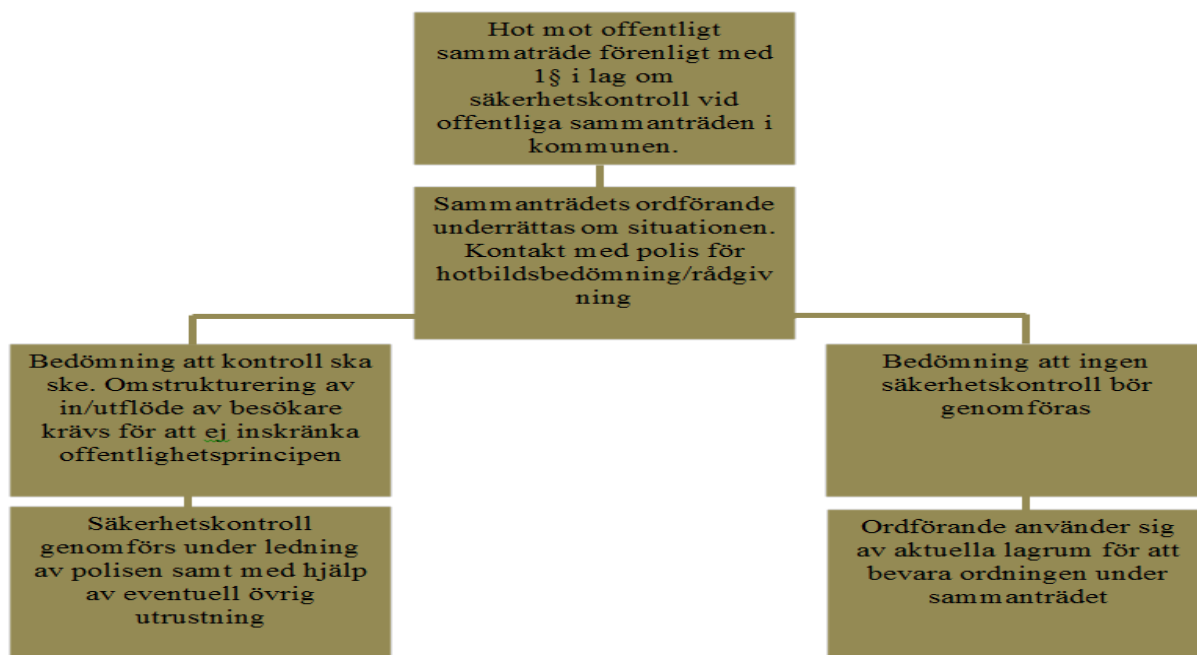 Hot mot offentligt
sammaträde förenligt med
1§ i lag om
säkerhetskontroll vid
offentliga sammanträden i
kommunen.
Sammanträdets ordförande
underrättas om situationen.
Kontakt med polis för
hotbildsbedömning/rådgiv
ning
Bedömning att kontroll ska
ske. Omstrukturering av
in/utflöde av besökare
krävs för att ej inskränka
offentlighetsprincipen
Säkerhetskontroll
genomförs under ledning
av polisen samt med hjälp
av eventuell övrig
utrustning
Bedömning att ingen
säkerhetskontroll bör
genomföras
Ordförande använder sig
av aktuella lagrum för att
bevara ordningen under
sammanträdet